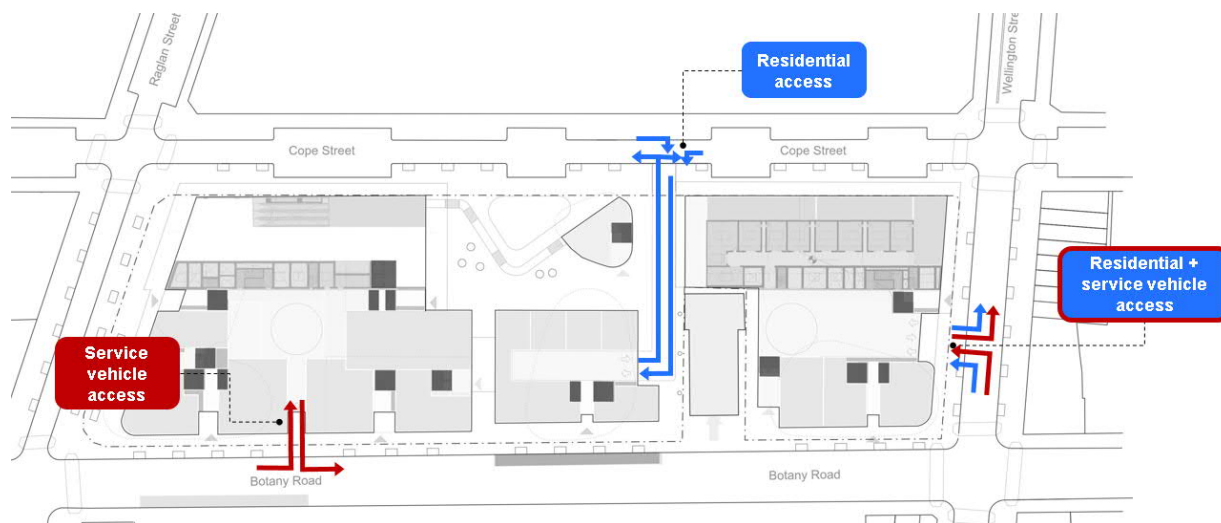 Raglan Street
Residential
access
Wellington Street
Cope Street
Cope Street
Residential +
service vehicle
access
Service
vehicle
access
Botany Road
Botany Road